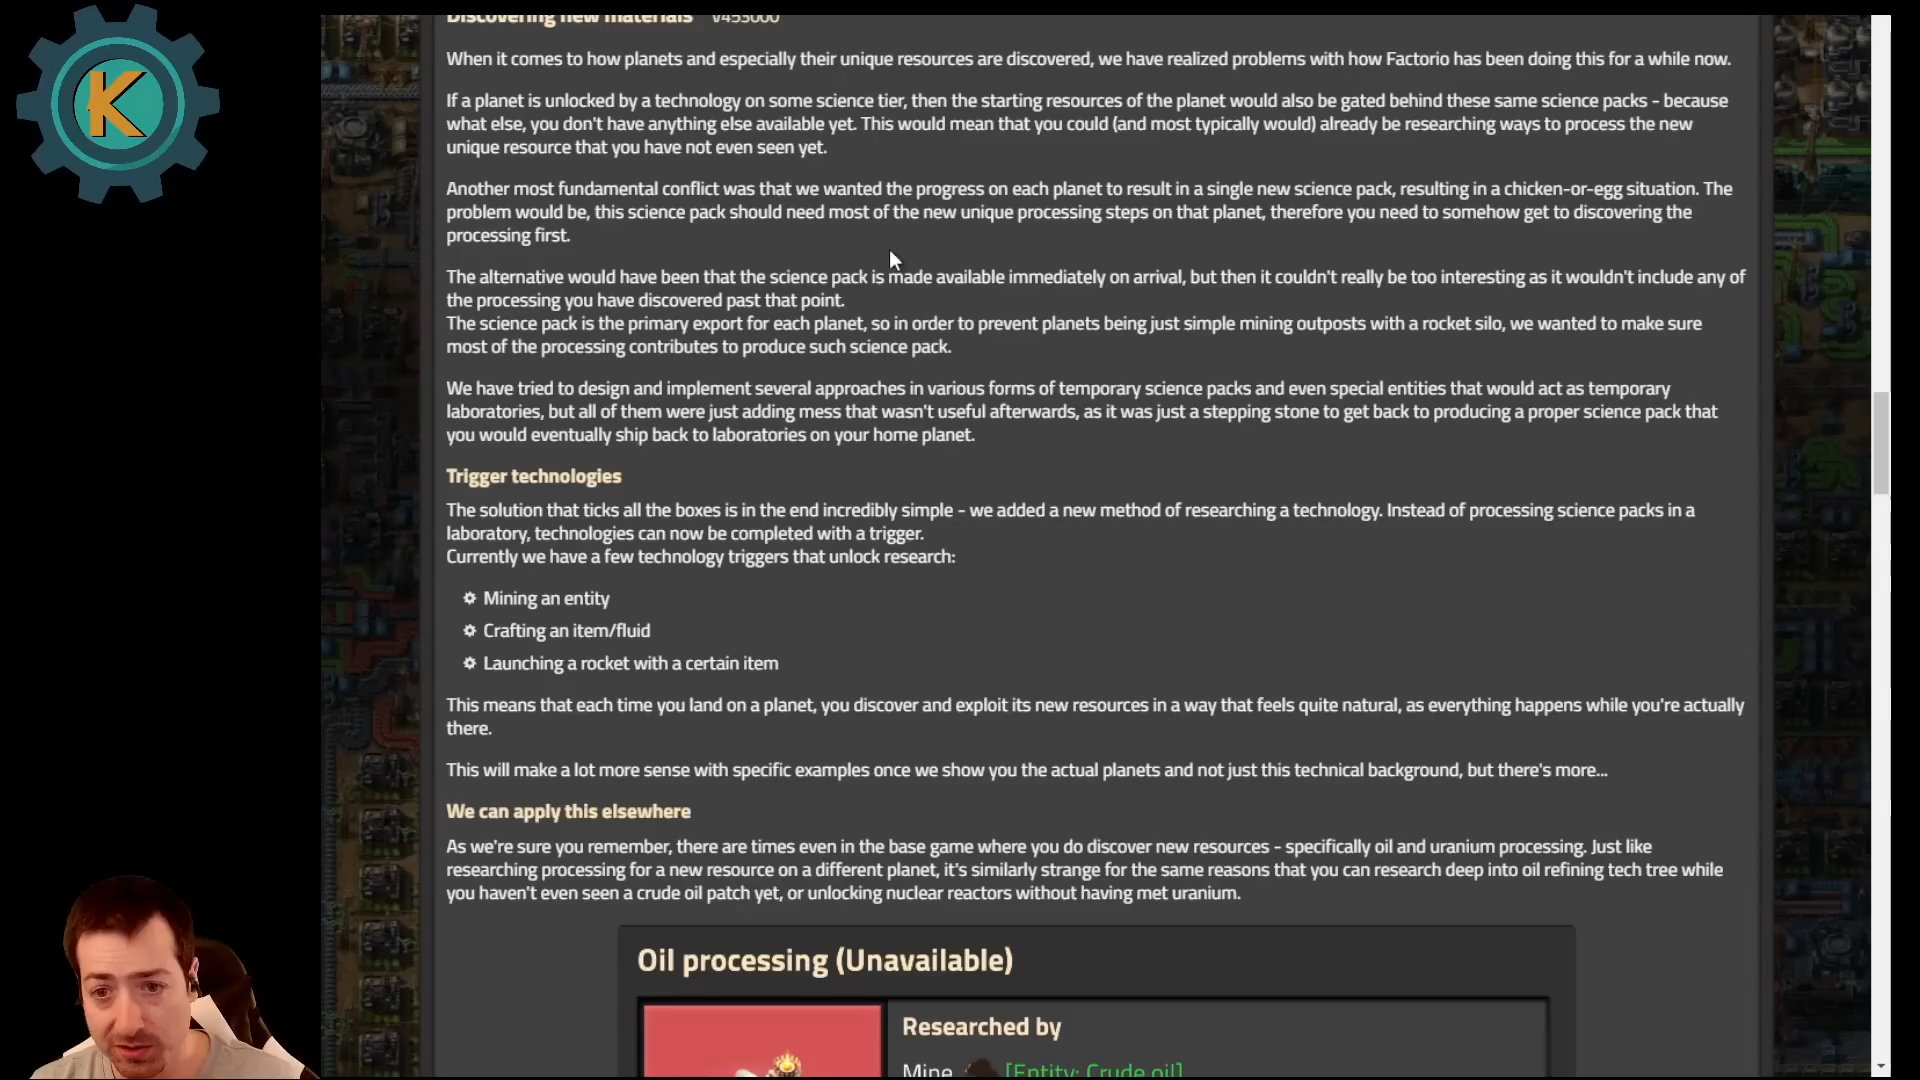 Discovering new materials V453000
When it comes to how planets and especially their unique resources are discovered, we have realized problems with how Factorio has been doing this for a while now.
If a planet is unlocked by a technology on some science tier, then the starting resources of the planet would also be gated behind these same science packs - because
what else, you don't have anything else available yet. This would mean that you could (and most typically would) already be researching ways to process the new
unique resource that you have not even seen yet.
Another most fundamental conflict was that we wanted the progress on each planet to result in a single new science pack, resulting in a chicken-or-egg situation. The
problem would be, this science pack should need most of the new unique processing steps on that planet, therefore you need to somehow get to discovering the
processing first.
The alternative would have been that the science pack is made available immediately on arrival, but then it couldn't really be too interesting as it wouldn't include any of
the processing you have discovered past that point.
The science pack is the primary export for each planet, so in order to prevent planets being just simple mining outposts with a rocket silo, we wanted to make sure
most of the processing contributes to produce such science pack.
We have tried to design and implement several approaches in various forms of temporary science packs and even special entities that would act as temporary
laboratories, but all of them were just adding mess that wasn't useful afterwards, as it was just a stepping stone to get back to producing a proper science pack that
you would eventually ship back to laboratories on your home planet.
Trigger technologies
The solution that ticks all the boxes is in the end incredibly simple - we added a new method of researching a technology. Instead of processing science packs in a
laboratory, technologies can now be completed with a trigger.
Currently we have a few technology triggers that unlock research:
Mining an entity
Crafting an item/fluid
Launching a rocket with a certain item
This means that each time you land on a planet, you discover and exploit its new resources in a way that feels quite natural, as everything happens while you're actually
there.
This will make a lot more sense with specific examples once we show you the actual planets and not just this technical background, but there's more...
We can apply this elsewhere
As we're sure you remember, there are times even in the base game where you do discover new resources - specifically oil and uranium processing. Just like
researching processing for a new resource on a different planet, it's similarly strange for the same reasons that you can research deep into oil refining tech tree while
you haven't even seen a crude oil patch yet, or unlocking nuclear reactors without having met uranium.
Oil processing (Unavailable)
Researched by
Mine [Entity: Crude oil]
K